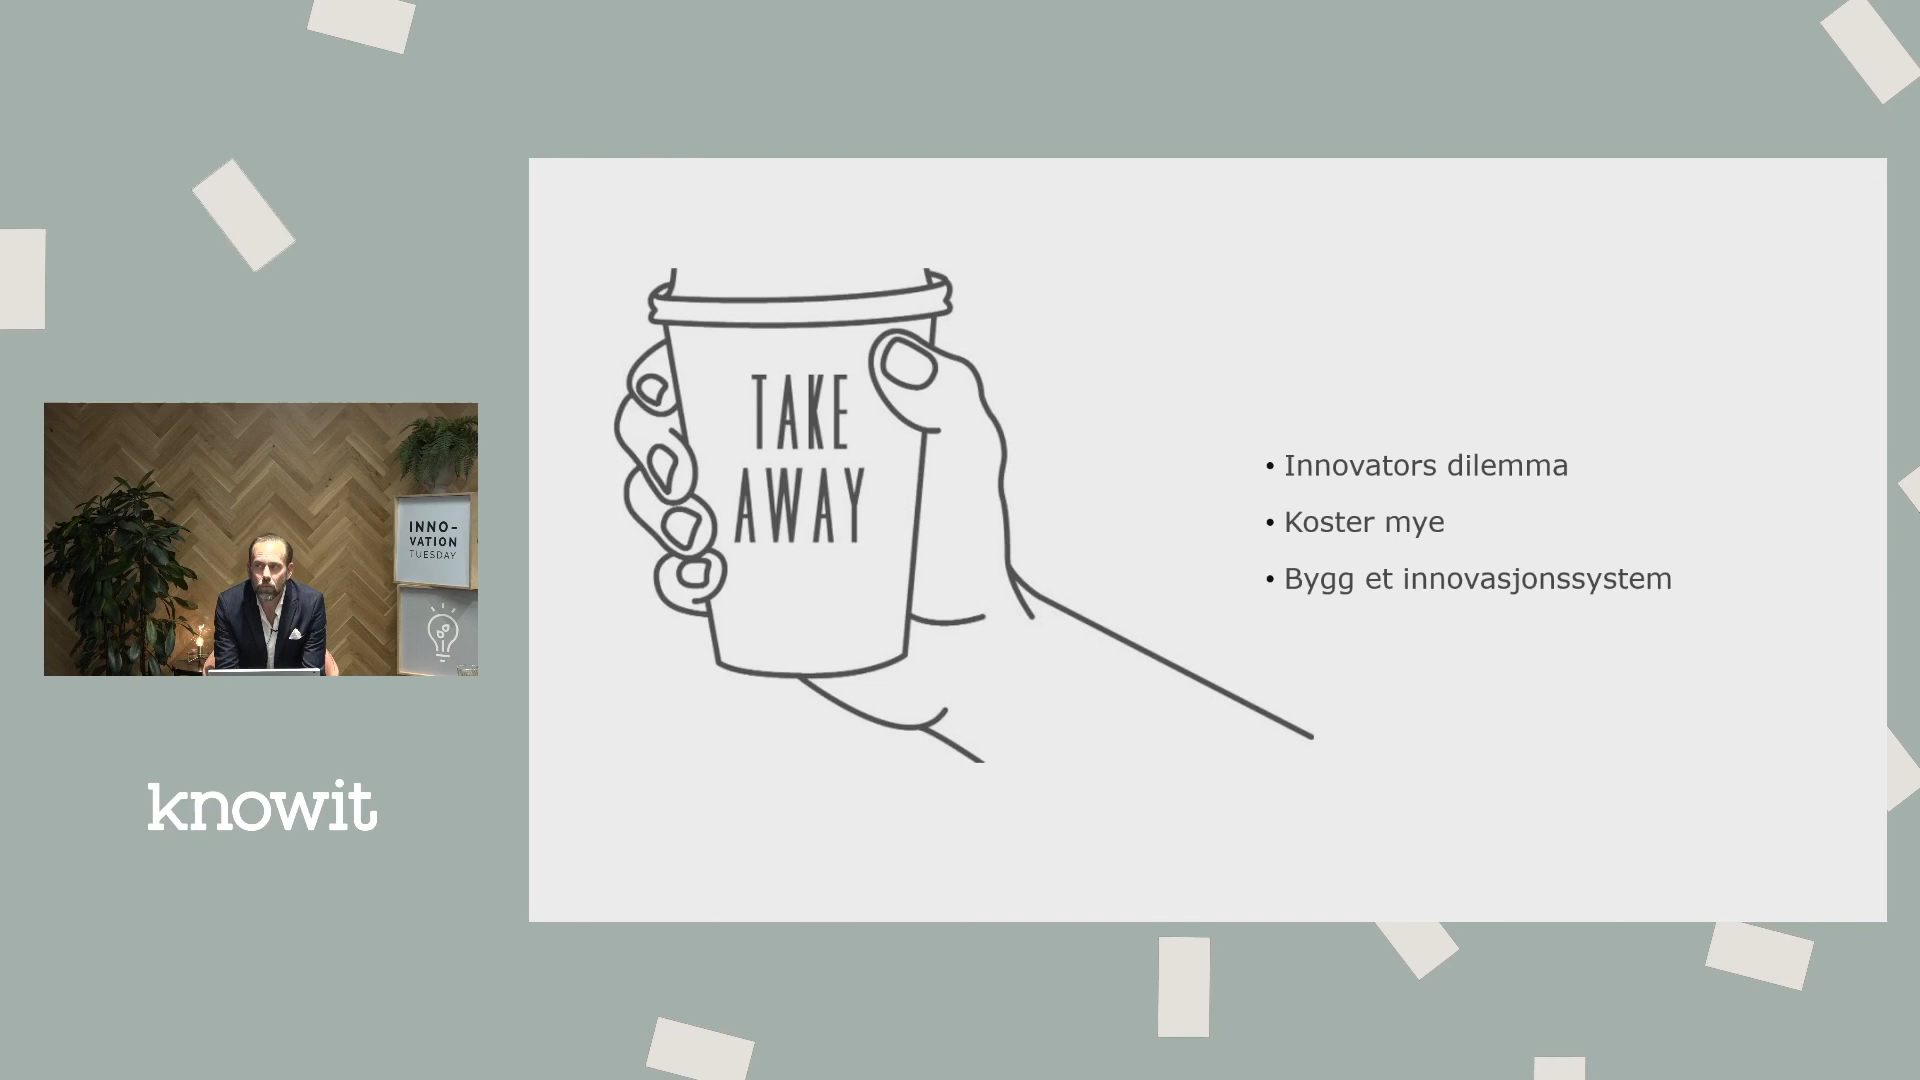 INNO-
VATION
TUESDAY
knowit
TAKE
AWAY
• Innovators dilemma
• Koster mye
• Bygg et innovasjonssystem